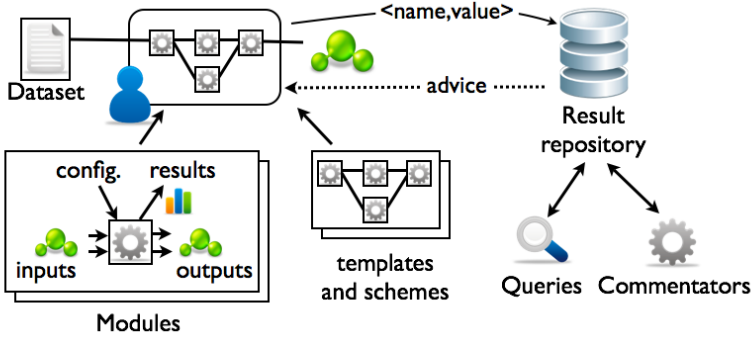 <name,value>
Dataset
advice
Result
repository
config.
results
inputs
outputs
Modules
templates
and schemes
Queries
Commentators